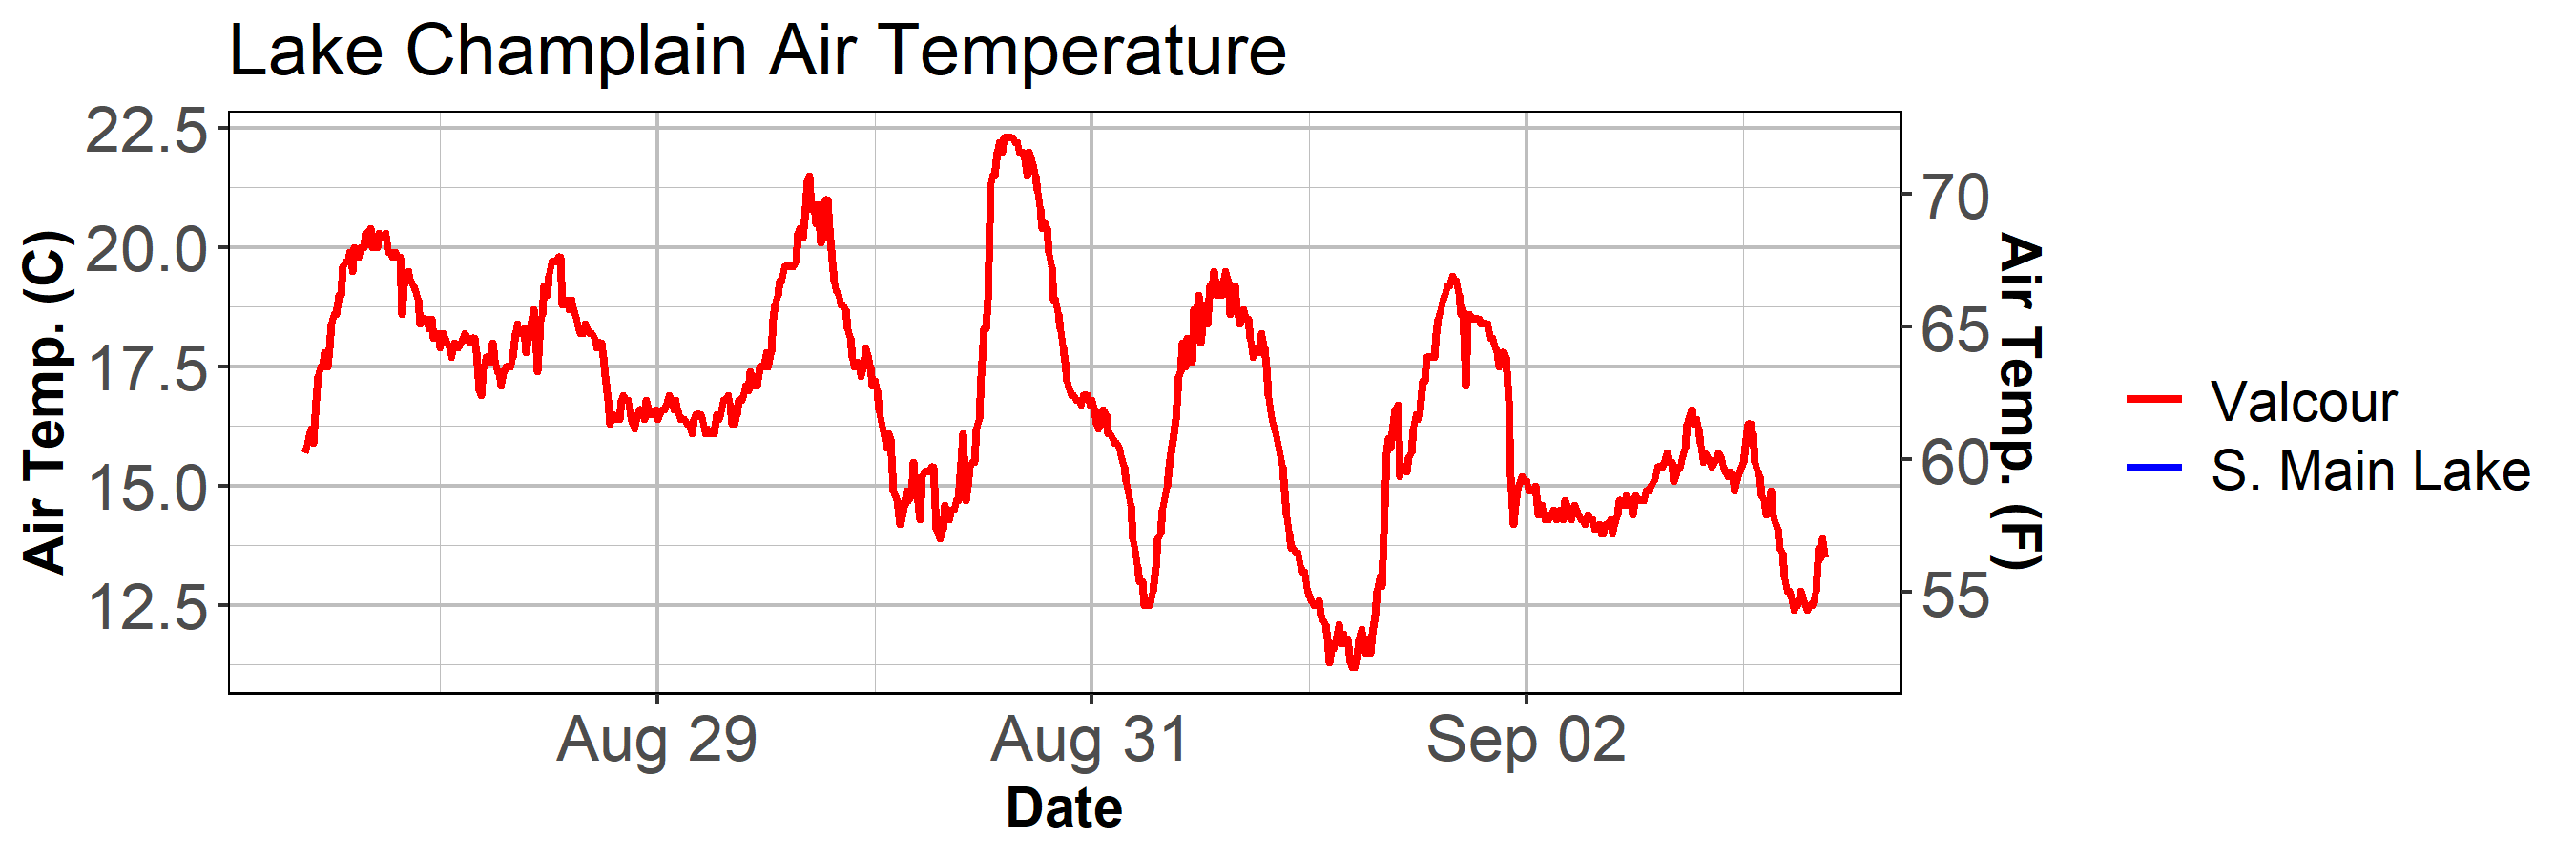 Lake Champlain Air Temperature
Air Temp. (C)
22.5
20.0
17.5
15.0
12.5
70
65
60
55
Air Temp. (F)
Aug 29
Aug 31
Sep 02
Date
Valcour
S. Main Lake